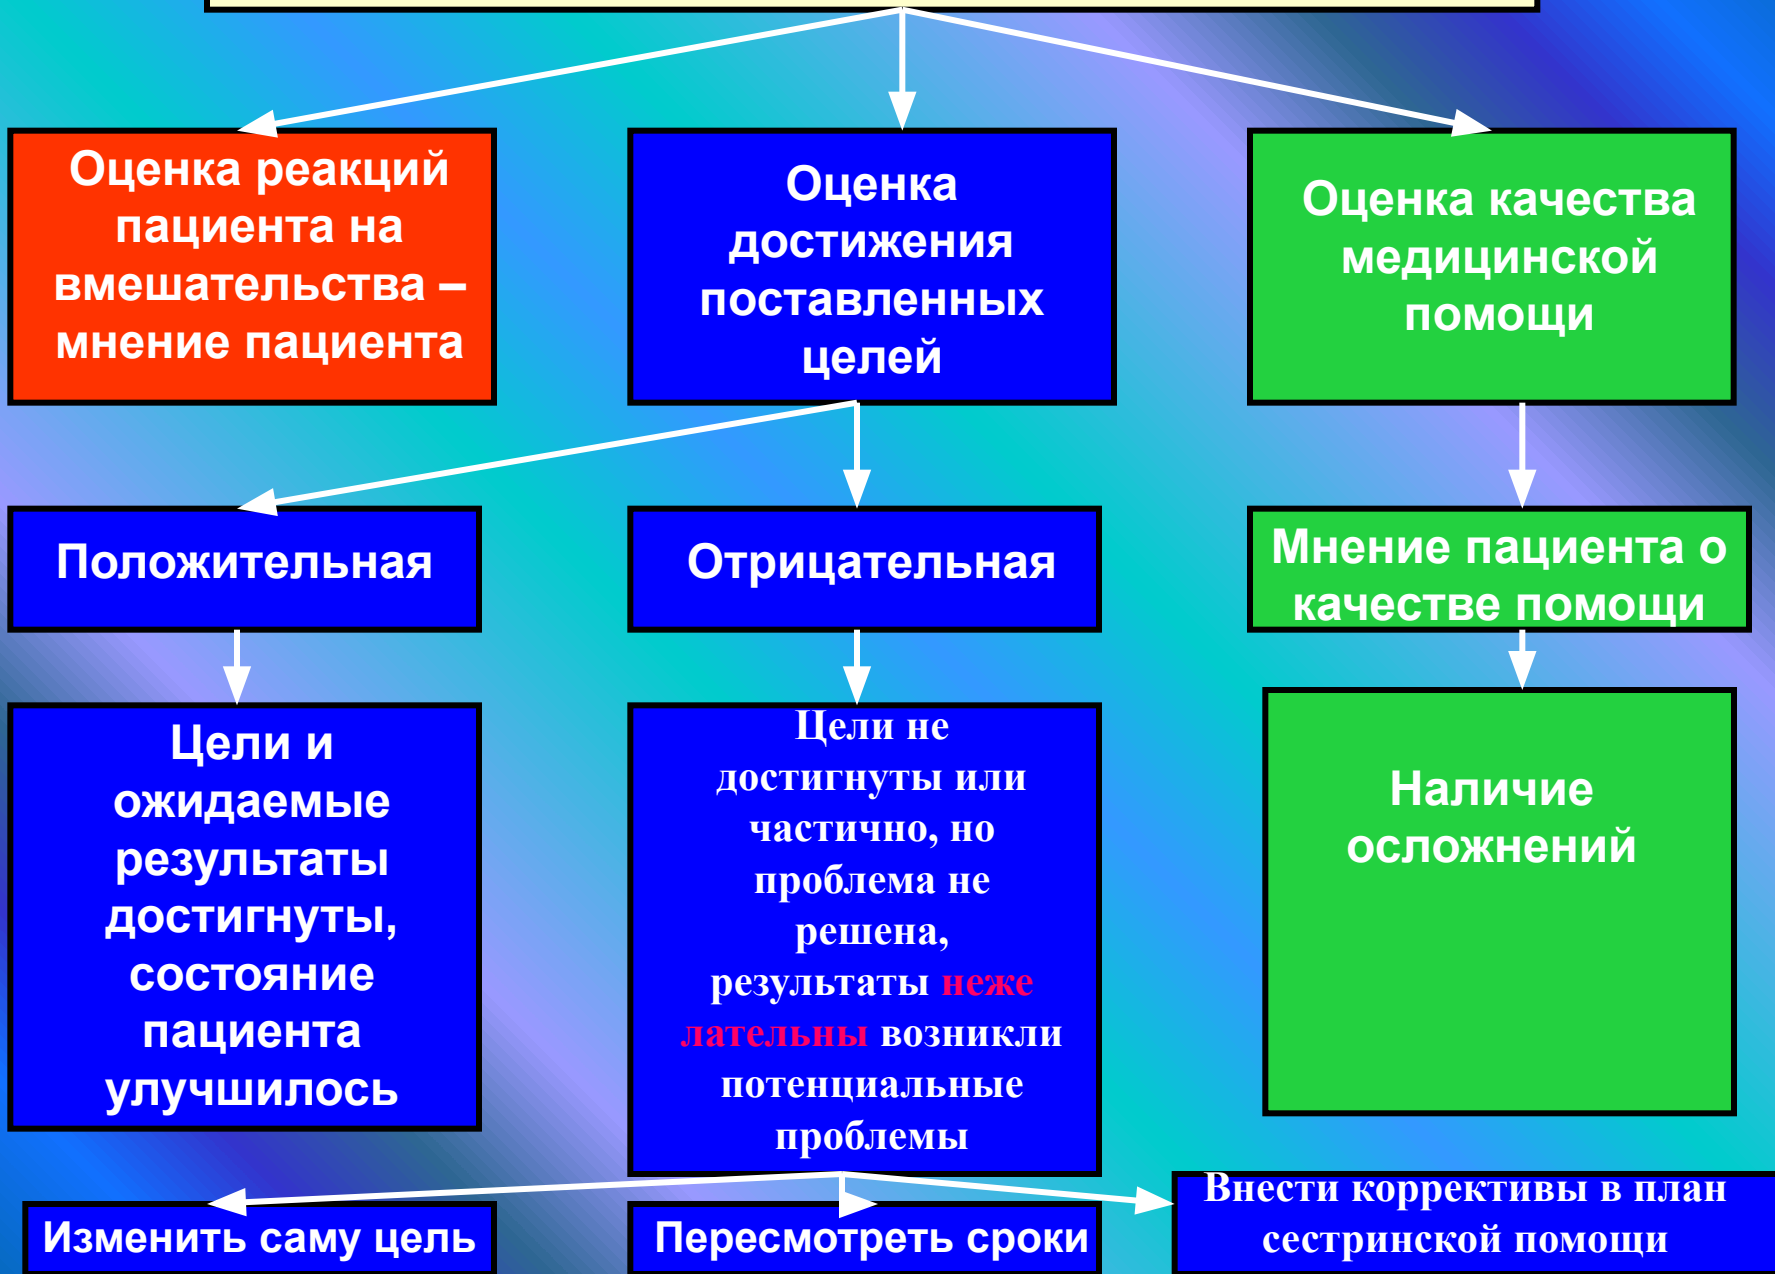 Оценка реакций
пациента на
вмешательства –
мнение пациента
Оценка
достижения
поставленных
целей
Оценка качества
медицинской
помощи
Положительная
Отрицательная
Мнение пациента о
качестве помощи
Цели и
ожидаемые
результаты
достигнуты,
состояние
пациента
улучшилось
Цели не
достигнуты или
частично, но
проблема не
решена,
результаты неже
лательны возникли
потенциальные
проблемы
Наличие
осложнений
Изменить саму цель
Пересмотреть сроки
Внести коррективы в план
сестринской помощи